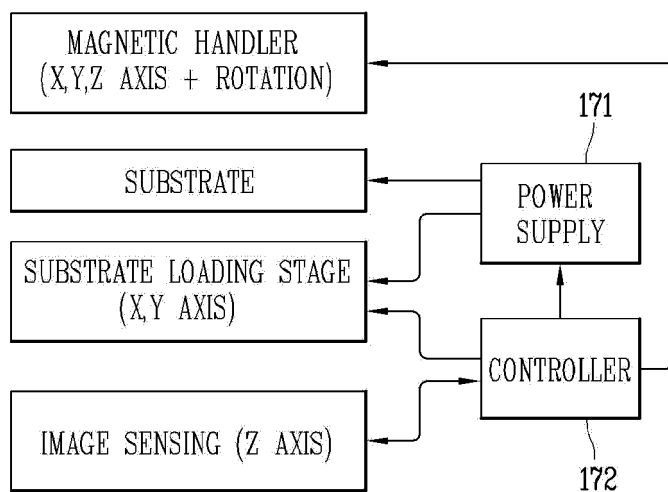 MAGNETIC HANDLER
(X,Y,Z AXIS + ROTATION)
171
SUBSTRATE
POWER
SUPPLY
SUBSTRATE LOADING STAGE
(X,Y AXIS)
CONTROLLER
IMAGE SENSING (Z AXIS)
172